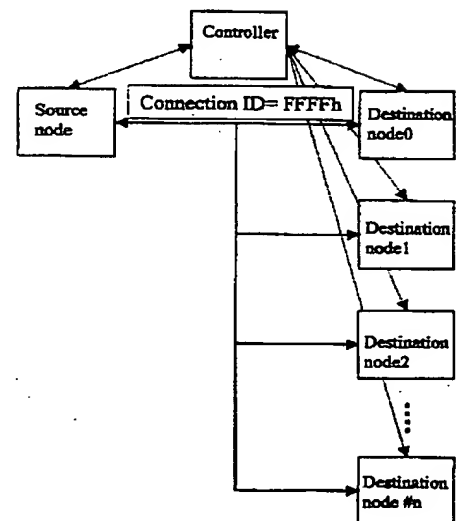 Controller
Source
node
Connection ID= FFFFh
Destination
node0
Destination
node1
Destination
node2
Destination
node #n